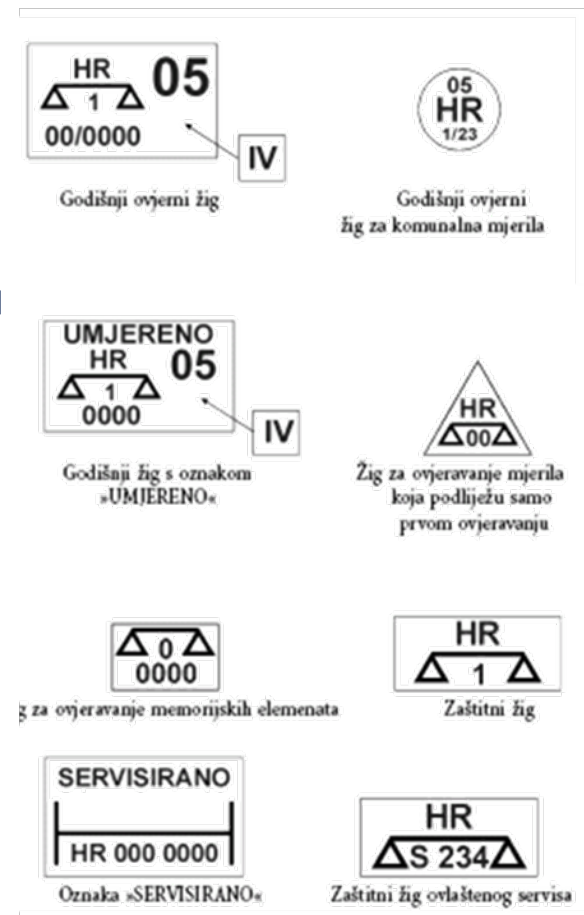 HR 05
1
00/0000
IV
Godišnji ovjerni žig
05
HR
1/23
Godišnji ovjerni
žig za komunalna mjerila
UMJERENO
HR 05
1
0000
IV
Godišnji žig s oznakom
»UMJERENO«
HR
00
Žig za ovjeravanje mjerila
koja podliježu samo
prvom ovjeravanju
0
0000
g za ovjeravanje memorijskih elemenata
HR
1
Zaštitni žig
SERVISIRANO
HR 000 0000
Oznaka »SERVISIRANO«
HR
S 234
Zaštitni žig ovlaštenog servisa